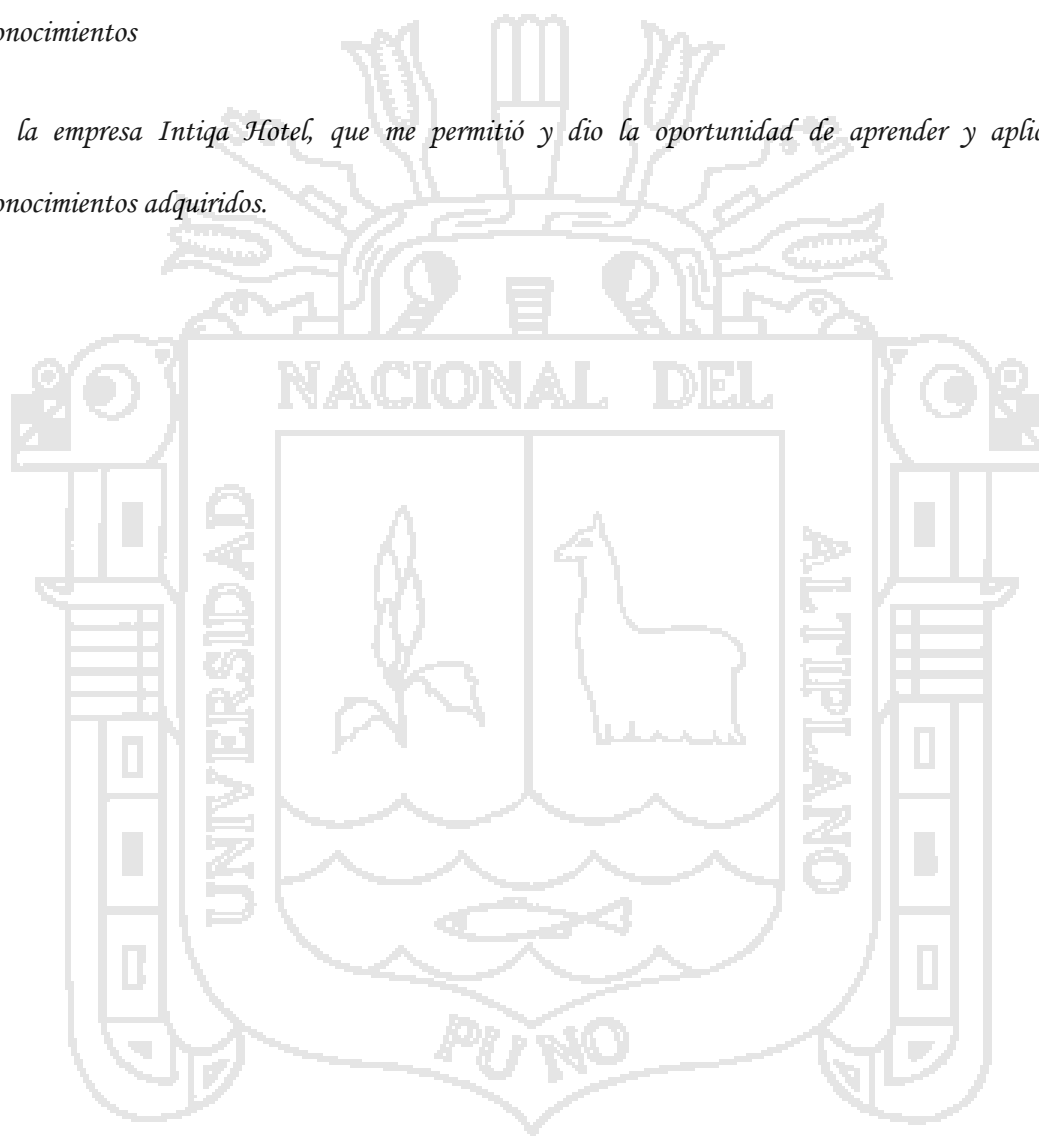 onocimientos
la empresa Intiqa Hotel, que me permitió y dio la oportunidad de aprender y aplic
onocimientos adquiridos.
NACIONAL DEL
UNIVERSIDAD
ALTIPLANO
PUNO